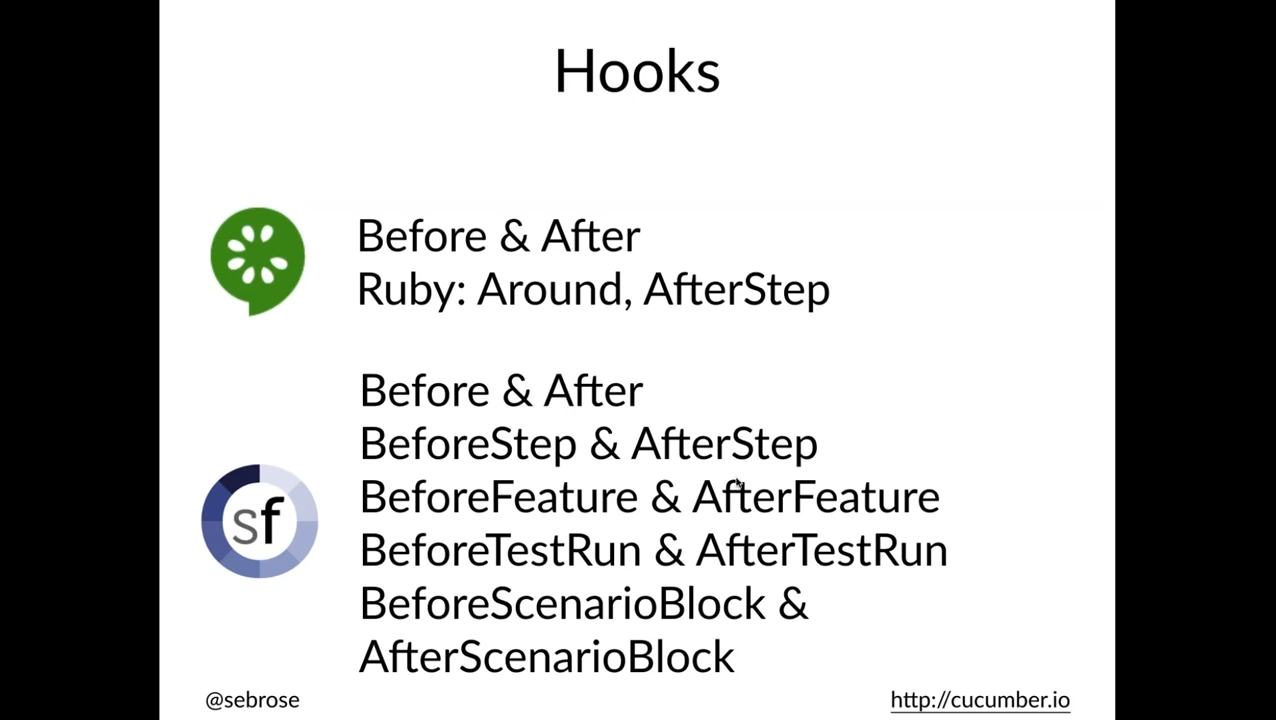 Hooks
Before & After
Ruby: Around, AfterStep
Before & After
BeforeStep & AfterStep
sf
BeforeFeature & AfterFeature
BeforeTestRun & AfterTestRun
BeforeScenarioBlock &
AfterScenarioBlock
@sebrose
http://cucumber.io